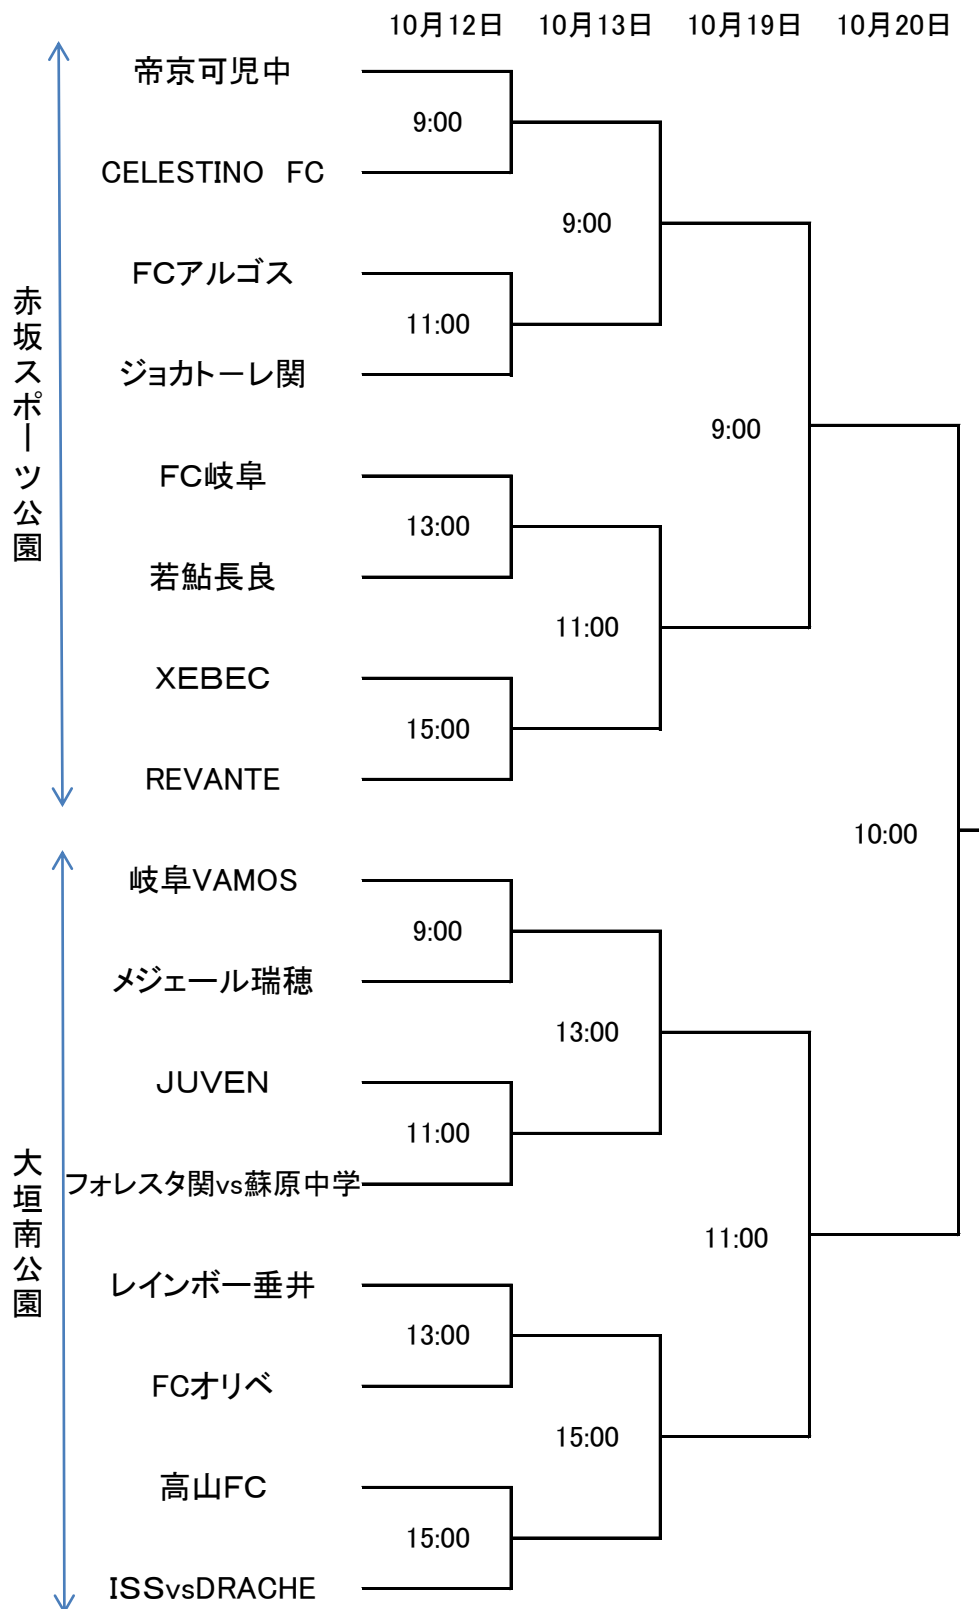 10月12日 10月13日 10月19日 10月20日
帝京可児中
9:00
CELESTINO　FC
9:00
FCアルゴス
11:00
ジョカトーレ関
赤坂スポーツ公園
9:00
FC岐阜
13:00
若鮎長良
11:00
XEBEC
15:00
REVANTE
10:00
岐阜VAMOS
9:00
メジェール瑞穂
13:00
JUVEN
11:00
フォレスタ関vs蘇原中学
大垣南公園
11:00
レインボー垂井
13:00
FCオリベ
15:00
高山FC
15:00
ISSvsDRACHE